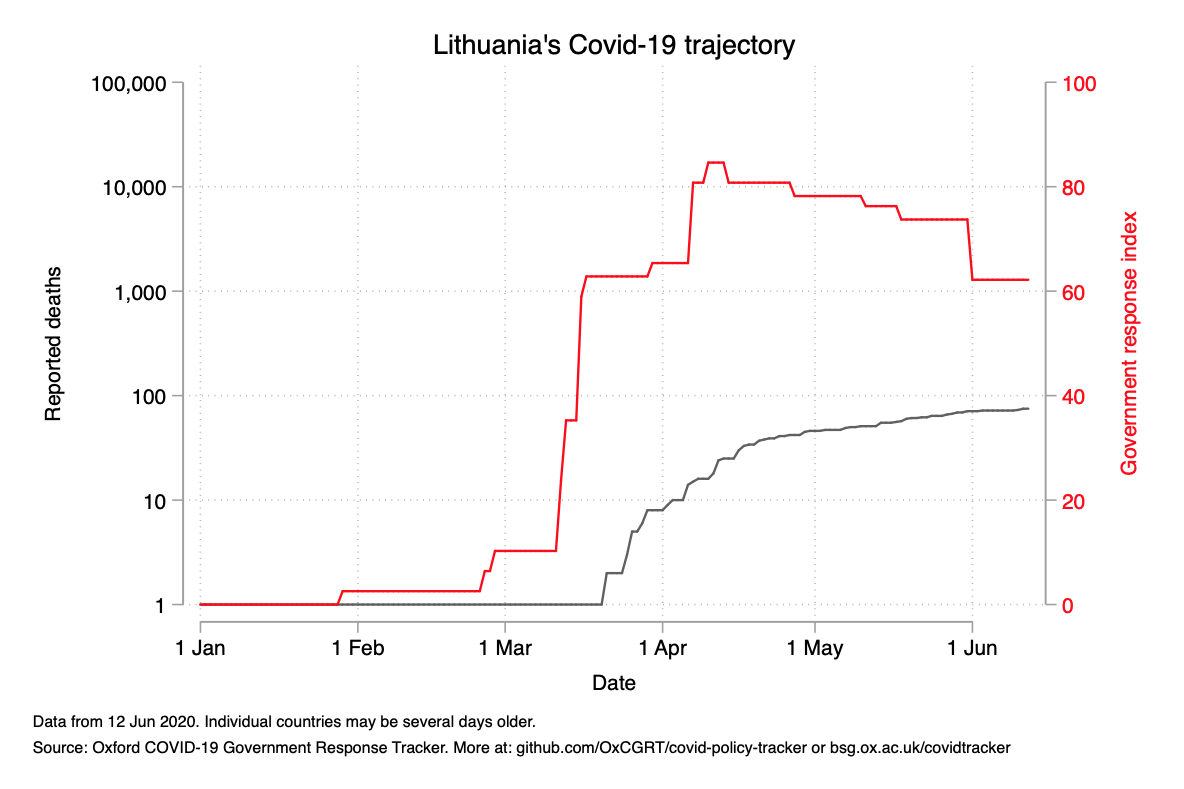 Lithuania's Covid-19 trajectory
100,000
10,000
1,000
100
10
1
Reported deaths
100
80
60
40
20
0
Government response index
1 Jan 1 Feb 1 Mar 1 Apr 1 May 1 Jun
Date
Data from 12 Jun 2020. Individual countries may be several days older.
Source: Oxford COVID-19 Government Response Tracker. More at: github.com/OxCGRT/covid-policy-tracker or bsg.ox.ac.uk/covidtracker